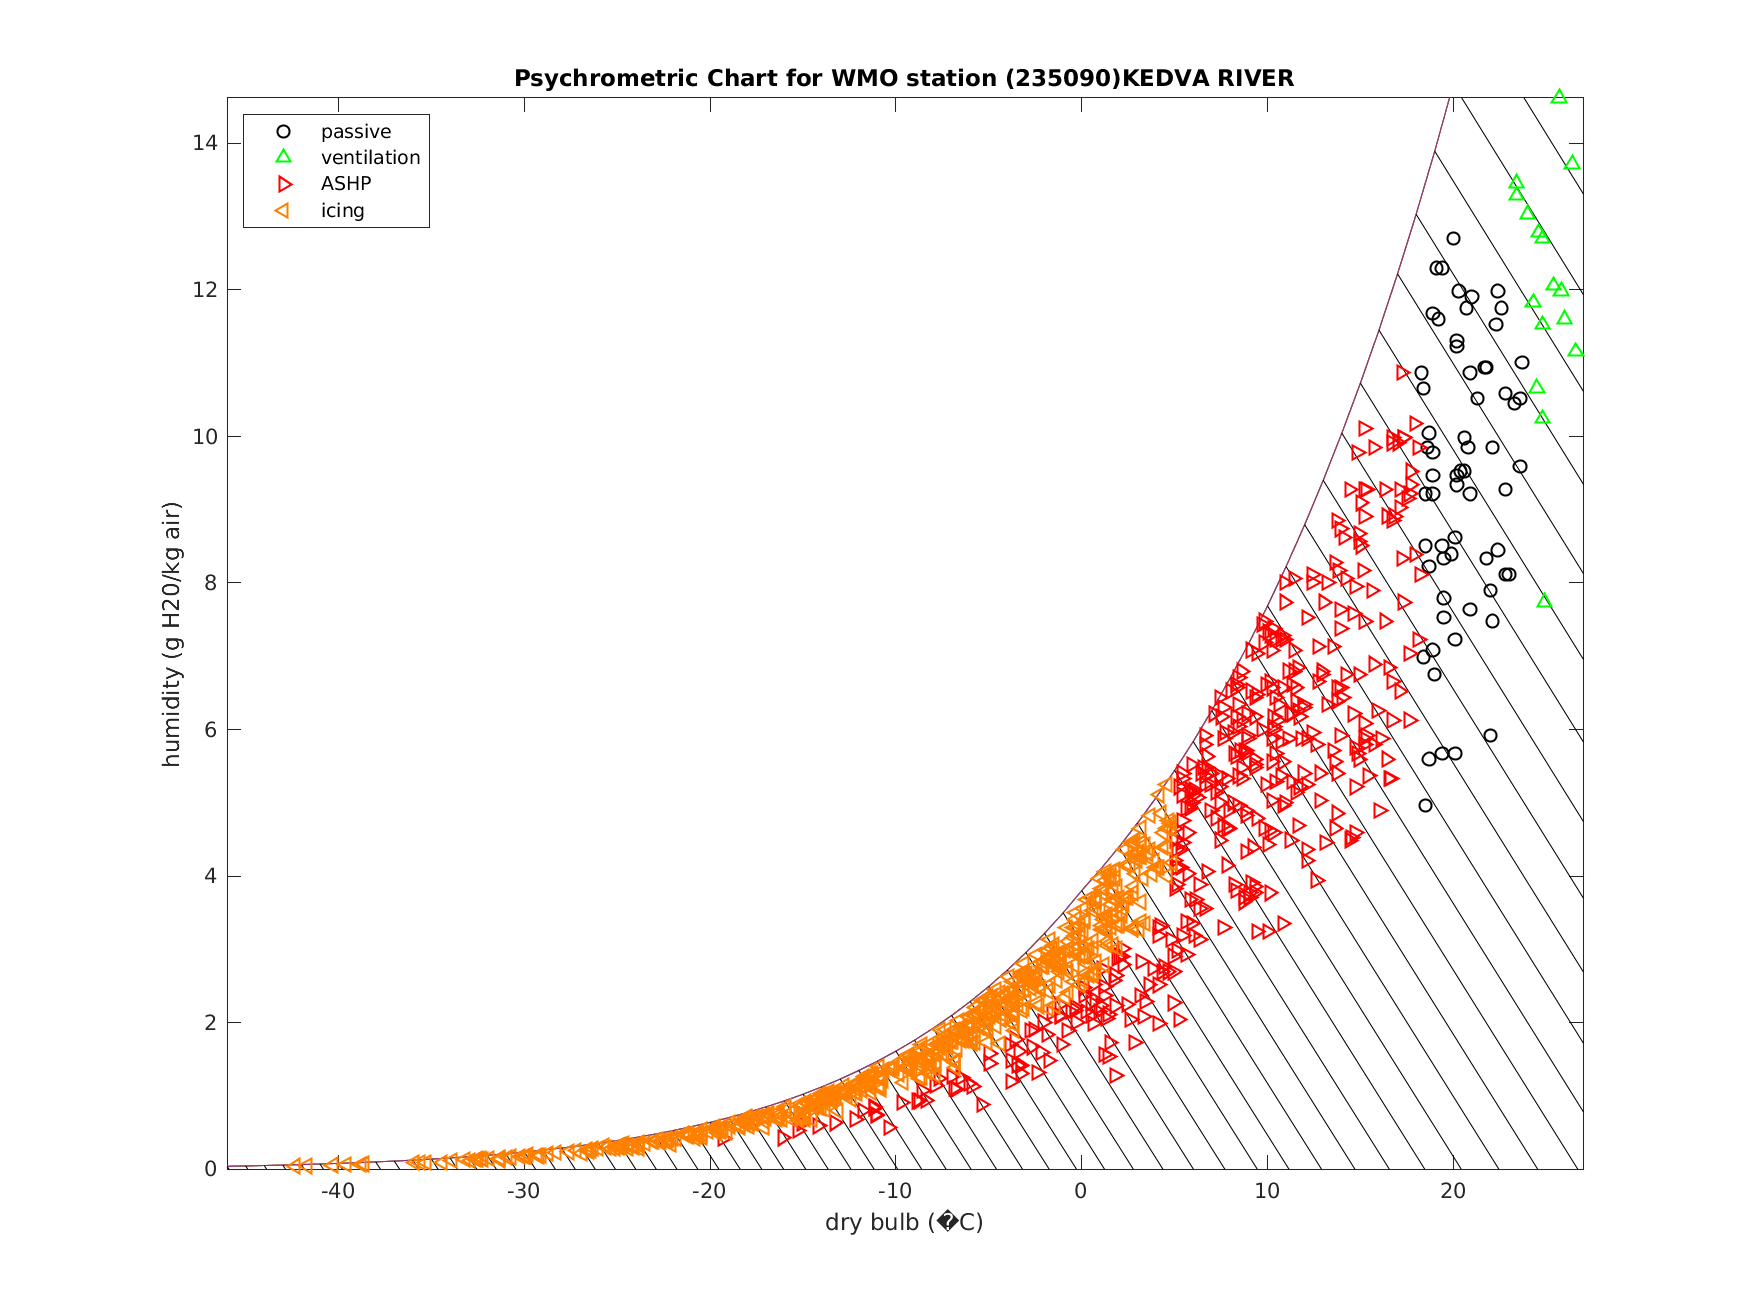 Psychrometric Chart for WMO station (235090)KEDVA RIVER
passive
ventilation
ASHP
icing
humidity (g H20/kg air)
14
12
10
8
6
4
2
0
-40 -30 -20 -10 0 10 20
dry bulb (�C)